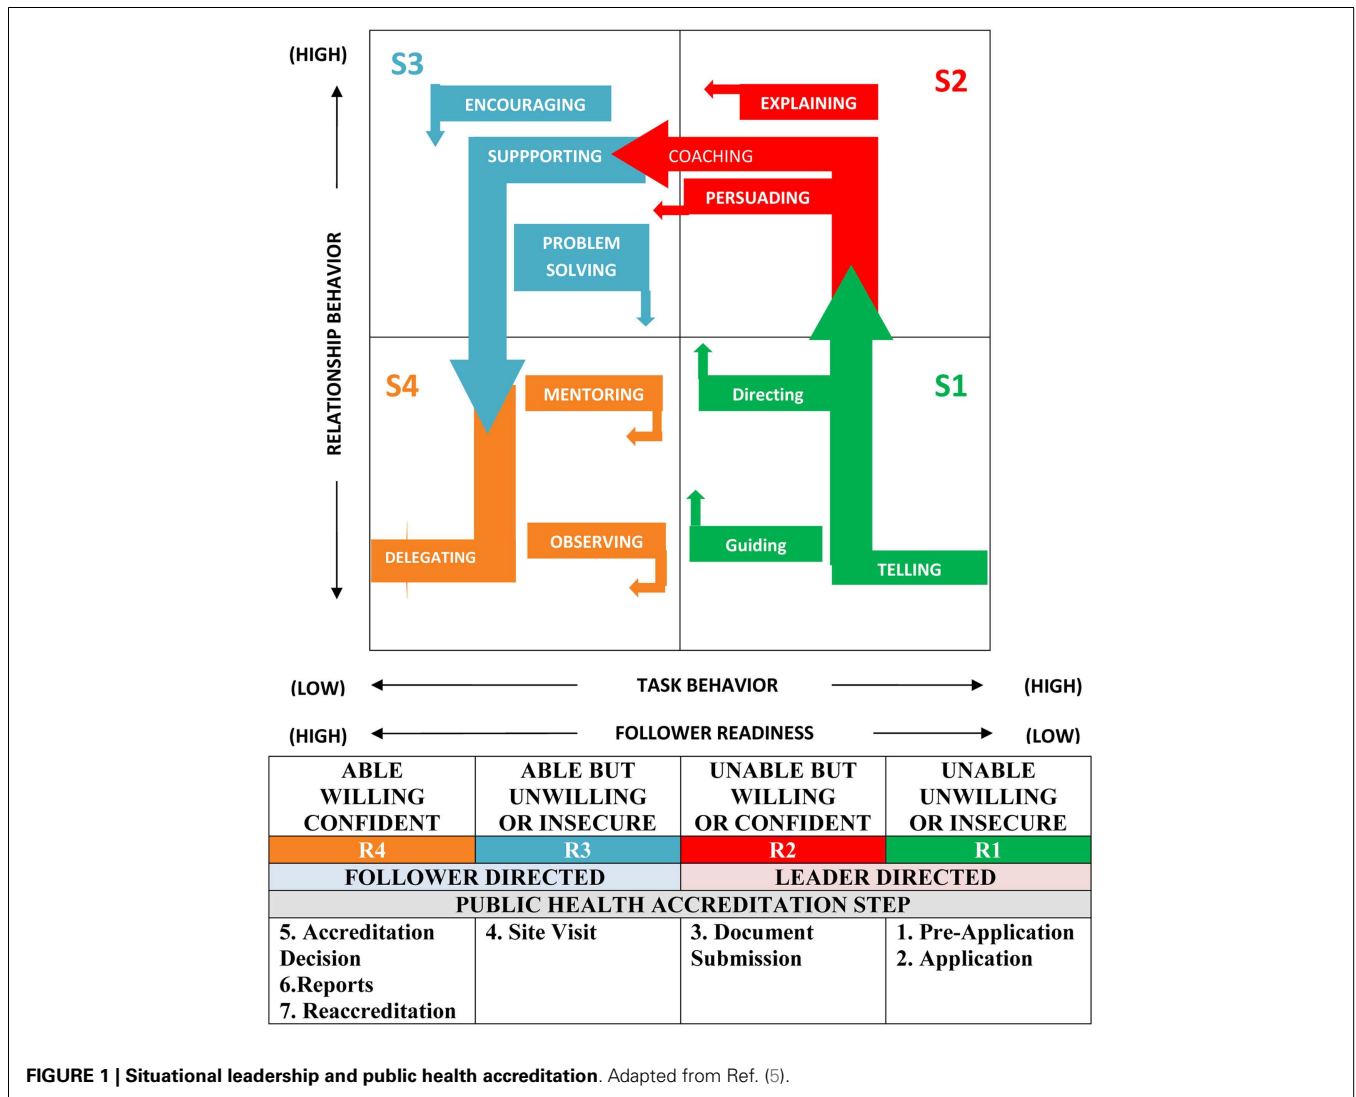 (HIGH)
S3
S2
ENCOURAGING
EXPLAINING
SUPPPORTING
COACHING
PERSUADING
PROBLEM
SOLVING
RELATIONSHIP BEHAVIOR
S4
S1
MENTORING
Directing
OBSERVING
Guiding
DELEGATING
TELLING
(LOW) TASK BEHAVIOR (HIGH)
(HIGH) FOLLOWER READINESS (LOW)
ABLE
WILLING
CONFIDENT
ABLE BUT
UNWILLING
OR INSECURE
UNABLE BUT
WILLING
OR CONFIDENT
UNABLE
UNWILLING
OR INSECURE
R4 R3 R2 R1
FOLLOWER DIRECTED LEADER DIRECTED
PUBLIC HEALTH ACCREDITATION STEP
5. Accreditation
Decision
6.Reports
7. Reaccreditation
4. Site Visit
3. Document
Submission
1. Pre-Application
2. Application
FIGURE 1 | Situational leadership and public health accreditation. Adapted from Ref. (5).